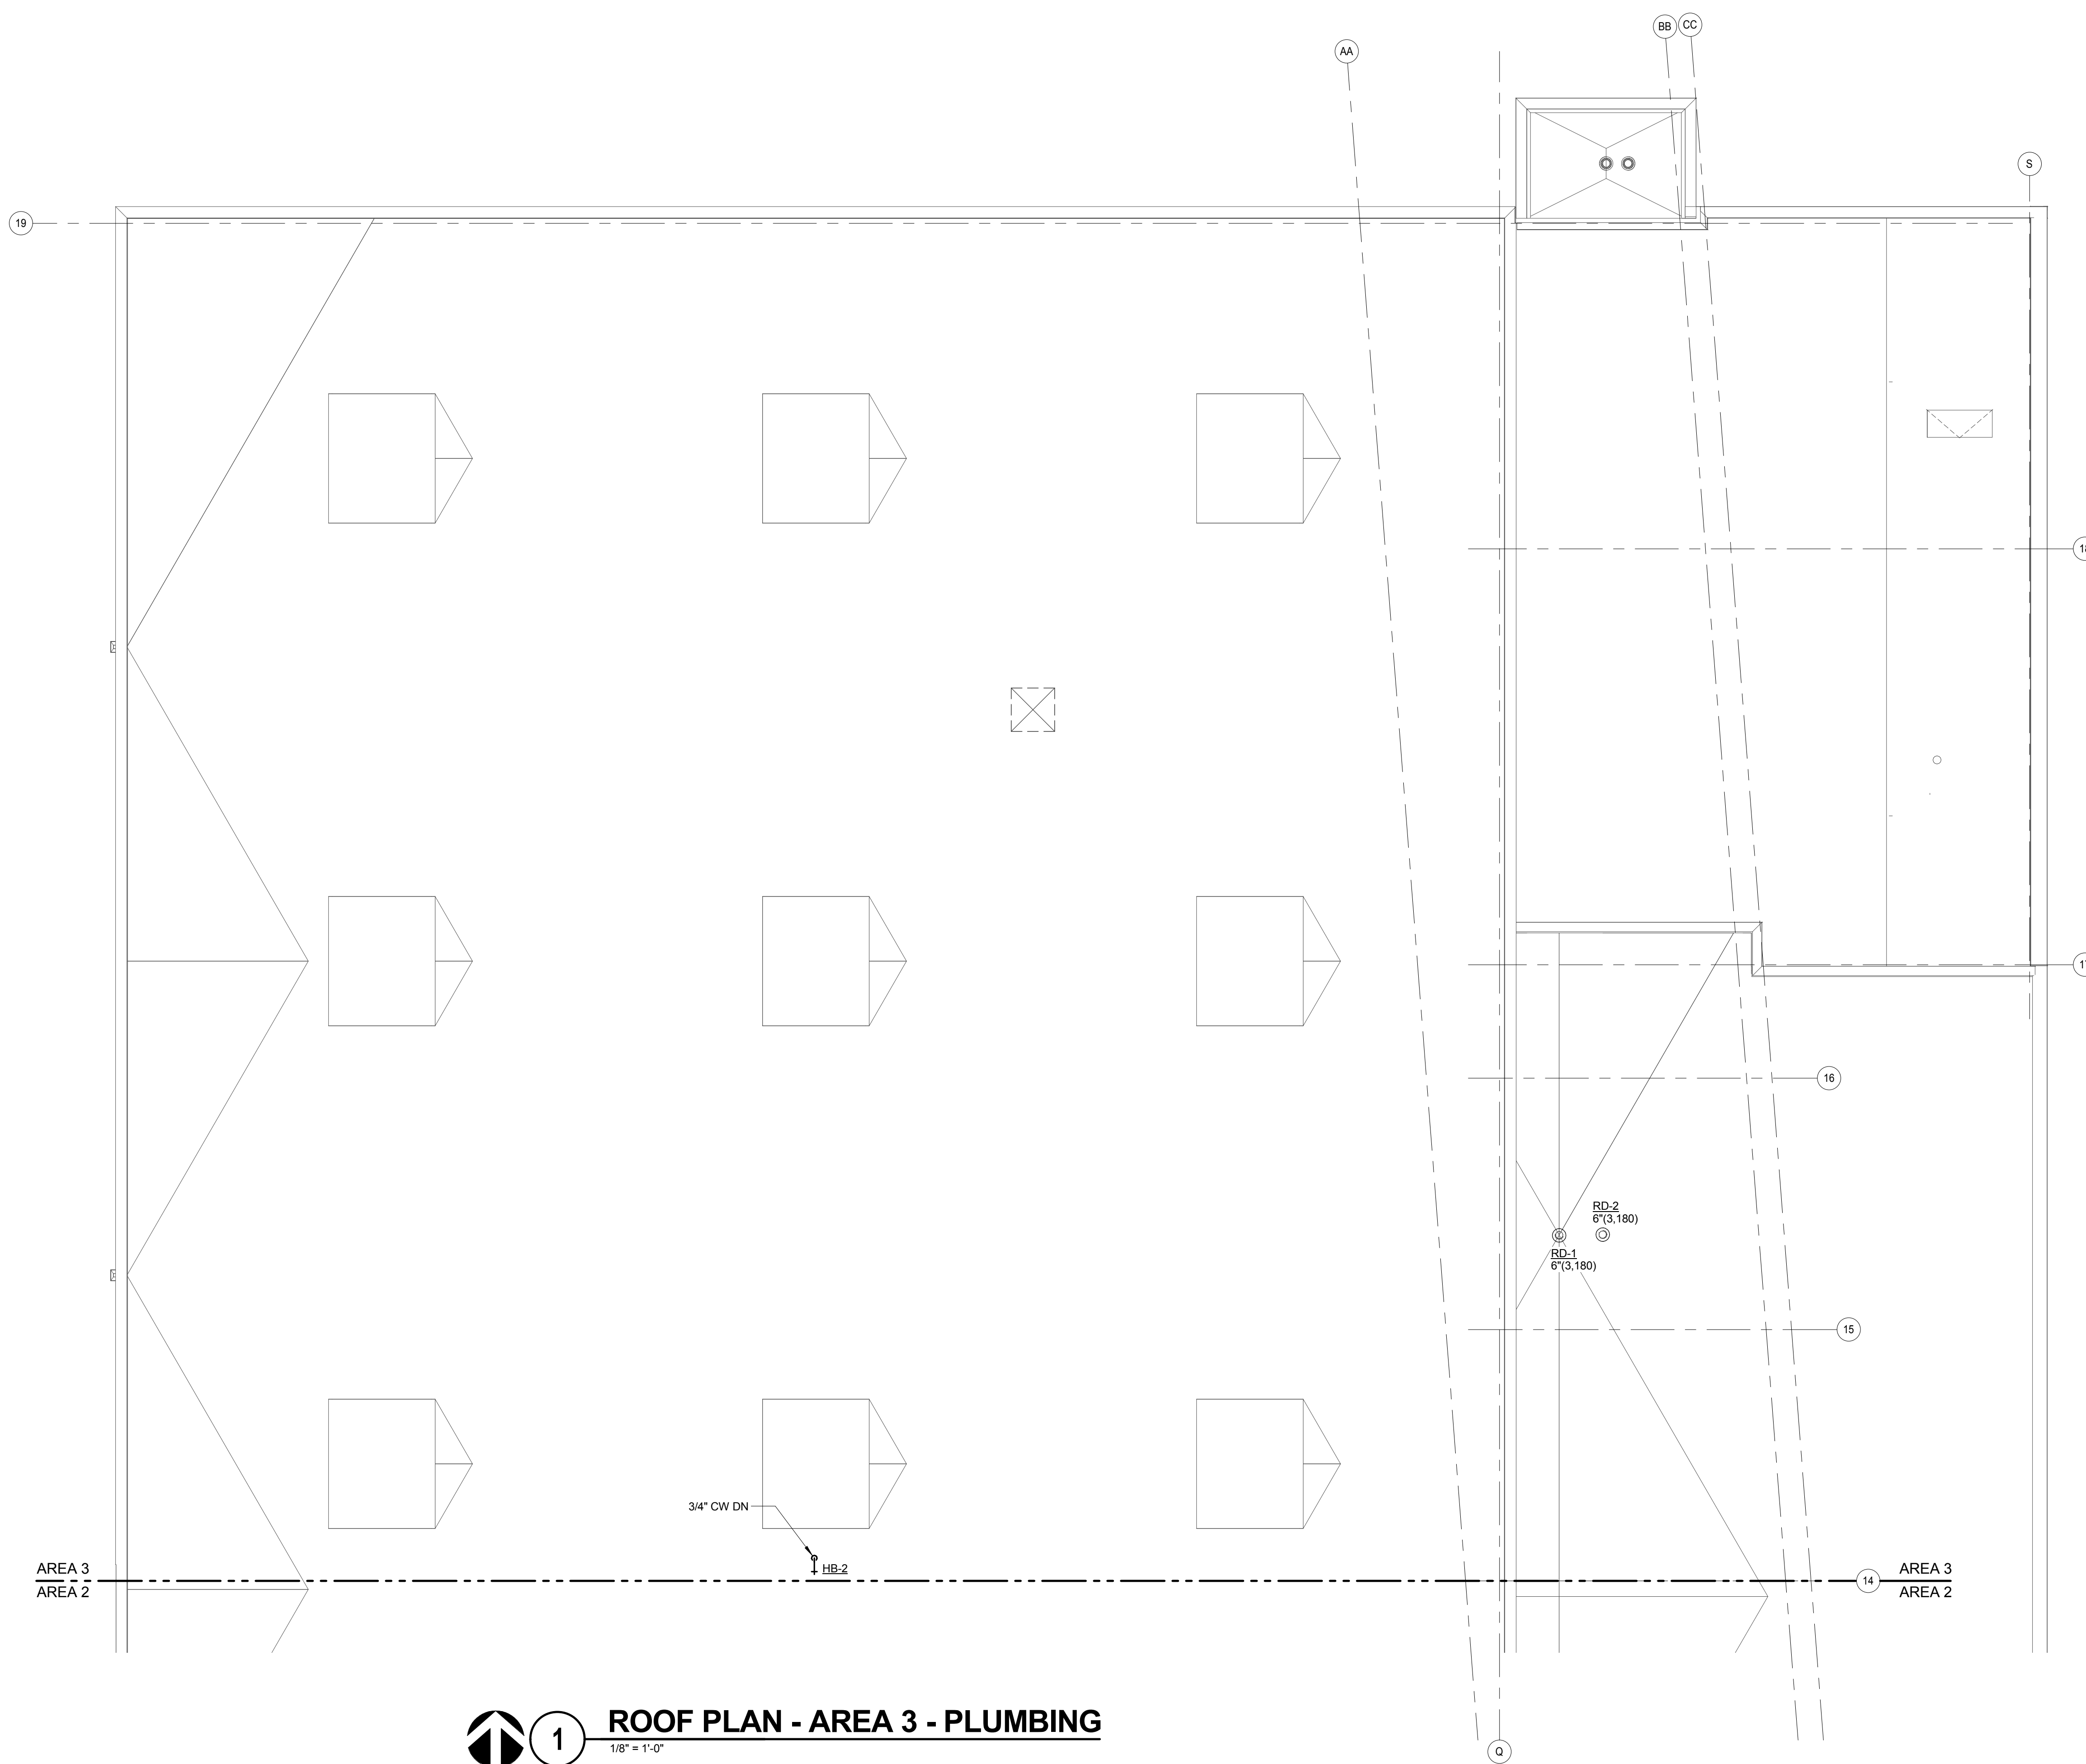 AA
BB
CC
S
19
18
17
16
RD-2
6"(3,180)
RD-1
6"(3,180)
15
3/4" CW DN
HB-2
AREA 3
AREA 2
14
AREA 3
AREA 2
1
ROOF PLAN - AREA 3 - PLUMBING
1/8" = 1'-0"
Q